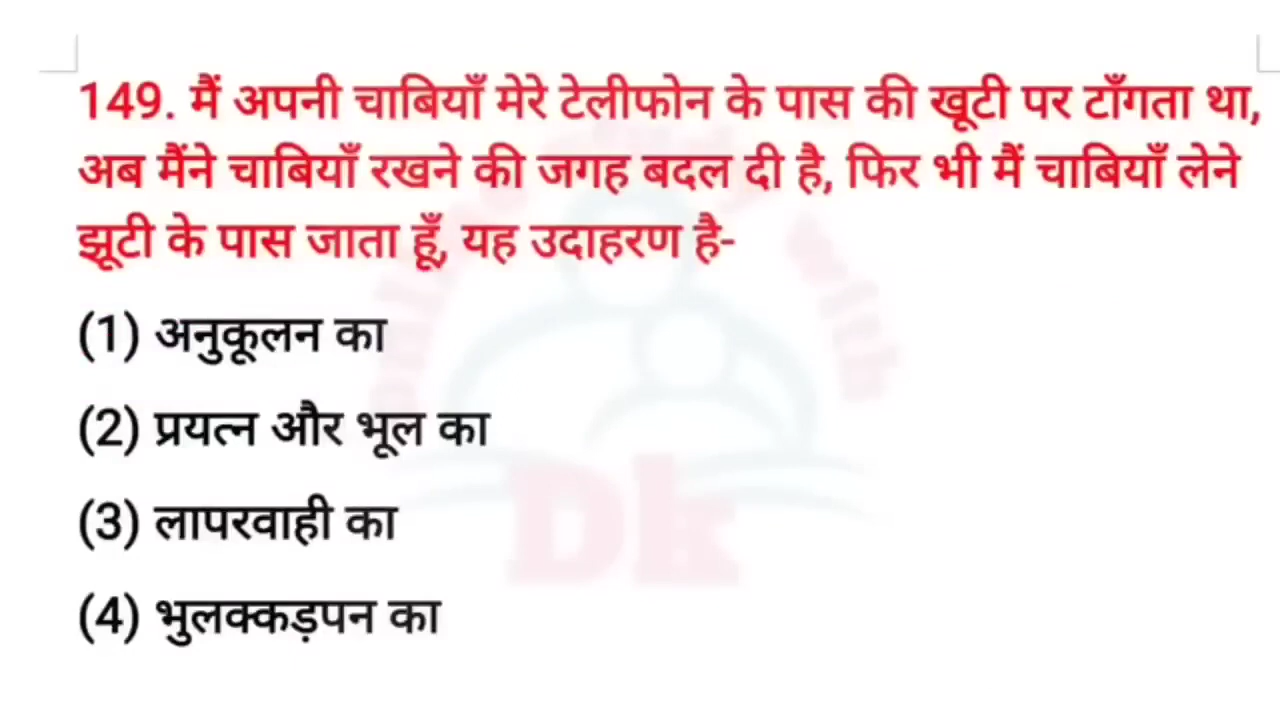 149. मैं अपनी चाबियाँ मेरे टेलीफोन के पास की खूटी पर टाँगता था,
अब मैंने चाबियाँ रखने की जगह बदल दी है, फिर भी मैं चाबियाँ लेने
झूटी के पास जाता हूँ, यह उदाहरण है-
(1) अनुकूलन का
(2) प्रयत्न और भूल का
(3) लापरवाही का
(4) भुलक्कड़पन का
Dk